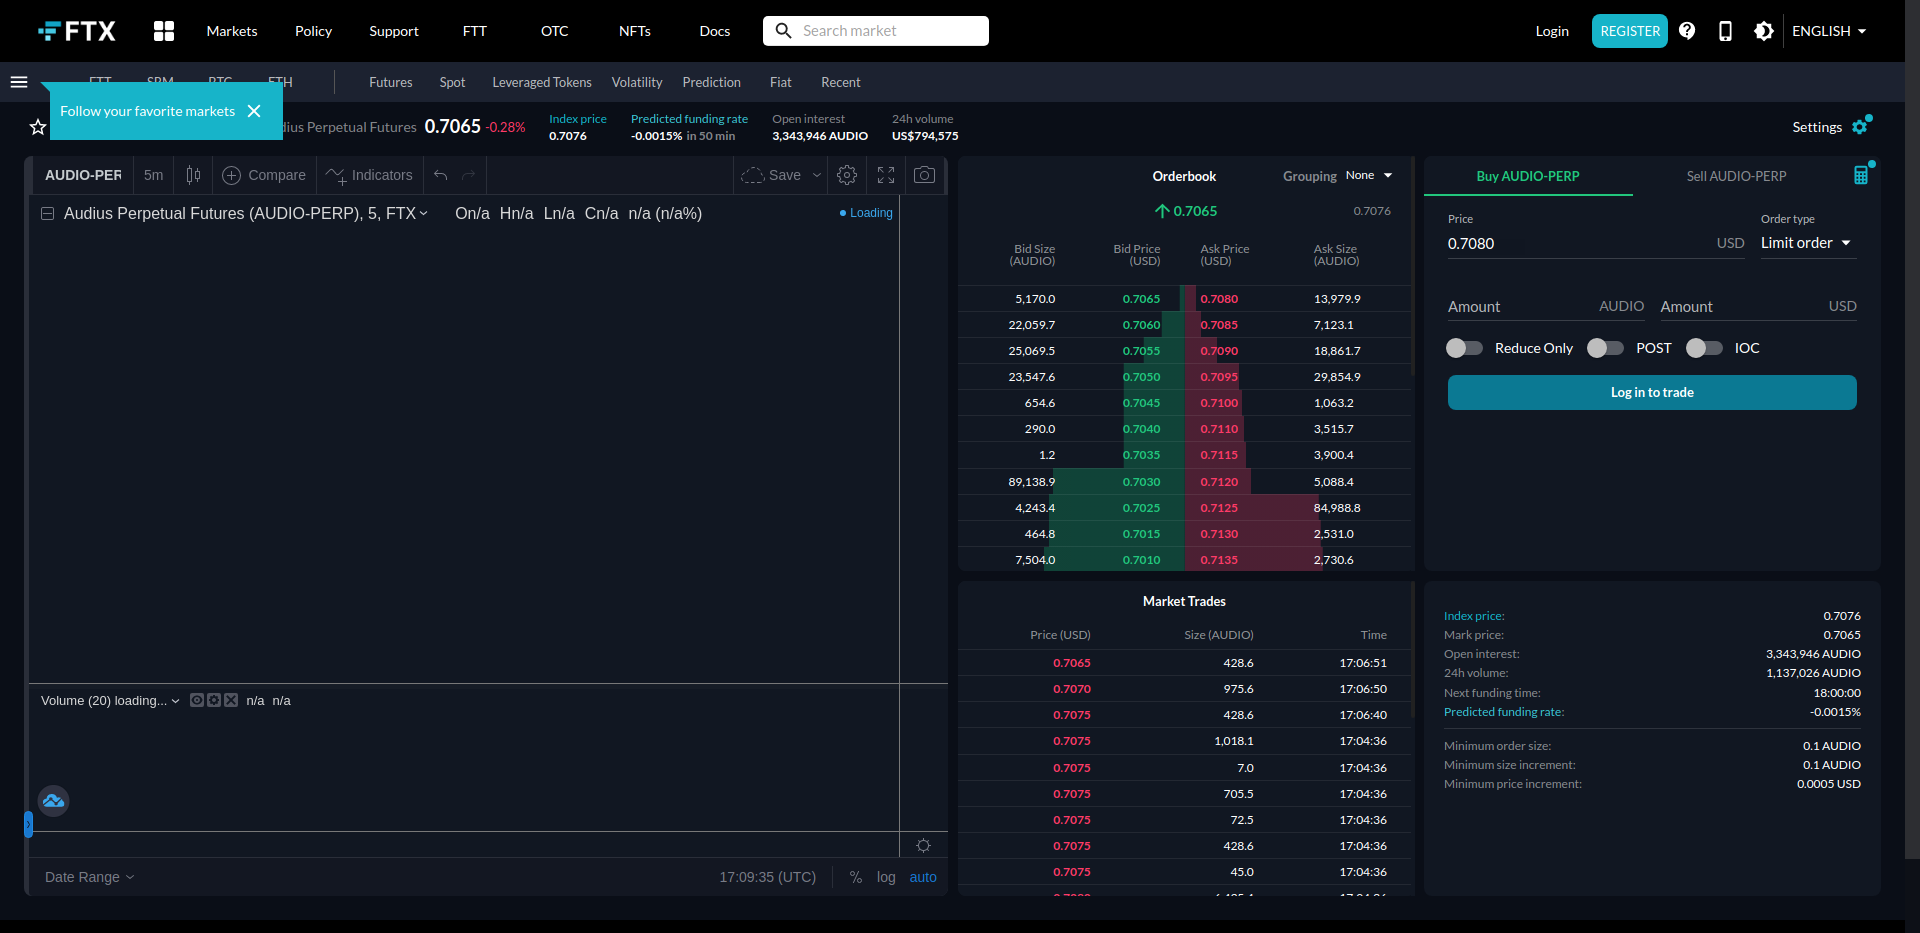 FTX
Markets
Policy
Support
FTT
OTC
NFTs
Docs
Search market
Login
REGISTER
ENGLISH
FTT
SRM
BTC
ETH
Futures
Spot
Leveraged Tokens
Volatility
Prediction
Fiat
Recent
Follow your favorite markets
dius Perpetual Futures
0.7065 -0.28%
Index price
0.7076
Predicted funding rate
-0.0015% in 50 min
Open interest
3,343,946 AUDIO
24h volume
US$794,575
Settings
AUDIO-PER
5m
Compare
Indicators
Save
Audius Perpetual Futures (AUDIO-PERP), 5, FTX
On/a Hn/a Ln/a Cn/a n/a (n/a%)
Loading
Volume (20) loading...
n/a n/a
Date Range
17:09:35 (UTC)
%
log
auto
Orderbook
Grouping None
0.7065
0.7076
Bid Size (AUDIO) Bid Price (USD) Ask Price (USD) Ask Size (AUDIO)
5,170.0 0.7065 0.7080 13,979.9
22,059.7 0.7060 0.7085 7,123.1
25,069.5 0.7055 0.7090 18,861.7
23,547.6 0.7050 0.7095 29,854.9
654.6 0.7045 0.7100 1,063.2
290.0 0.7040 0.7110 3,515.7
1.2 0.7035 0.7115 3,900.4
89,138.9 0.7030 0.7120 5,088.4
4,243.4 0.7025 0.7125 84,988.8
464.8 0.7015 0.7130 2,531.0
7,504.0 0.7010 0.7135 2,730.6
Market Trades
Price (USD) Size (AUDIO) Time
0.7065 428.6 17:06:51
0.7070 975.6 17:06:50
0.7075 428.6 17:06:40
0.7075 1,018.1 17:04:36
0.7075 7.0 17:04:36
0.7075 705.5 17:04:36
0.7075 72.5 17:04:36
0.7075 428.6 17:04:36
0.7075 45.0 17:04:36
Buy AUDIO-PERP
Sell AUDIO-PERP
Price
0.7080 USD
Order type
Limit order
Amount AUDIO
Amount USD
Reduce Only
POST
IOC
Log in to trade
Index price: 0.7076
Mark price: 0.7065
Open interest: 3,343,946 AUDIO
24h volume: 1,137,026 AUDIO
Next funding time: 18:00:00
Predicted funding rate: -0.0015%
Minimum order size: 0.1 AUDIO
Minimum size increment: 0.1 AUDIO
Minimum price increment: 0.0005 USD